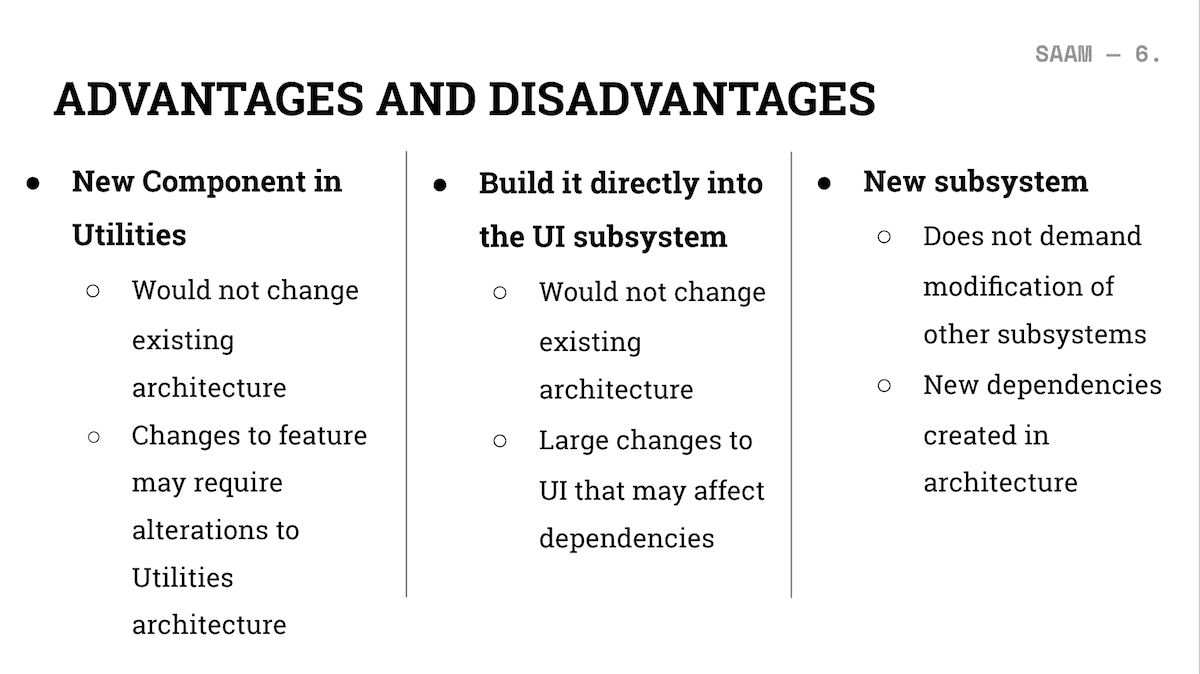 SAAM — 6.
ADVANTAGES AND DISADVANTAGES
● New Component in
Utilities
○ Would not change
existing
architecture
○ Changes to feature
may require
alterations to
Utilities
architecture
● Build it directly into
the UI subsystem
○ Would not change
existing
architecture
○ Large changes to
UI that may affect
dependencies
● New subsystem
○ Does not demand
modification of
other subsystems
○ New dependencies
created in
architecture